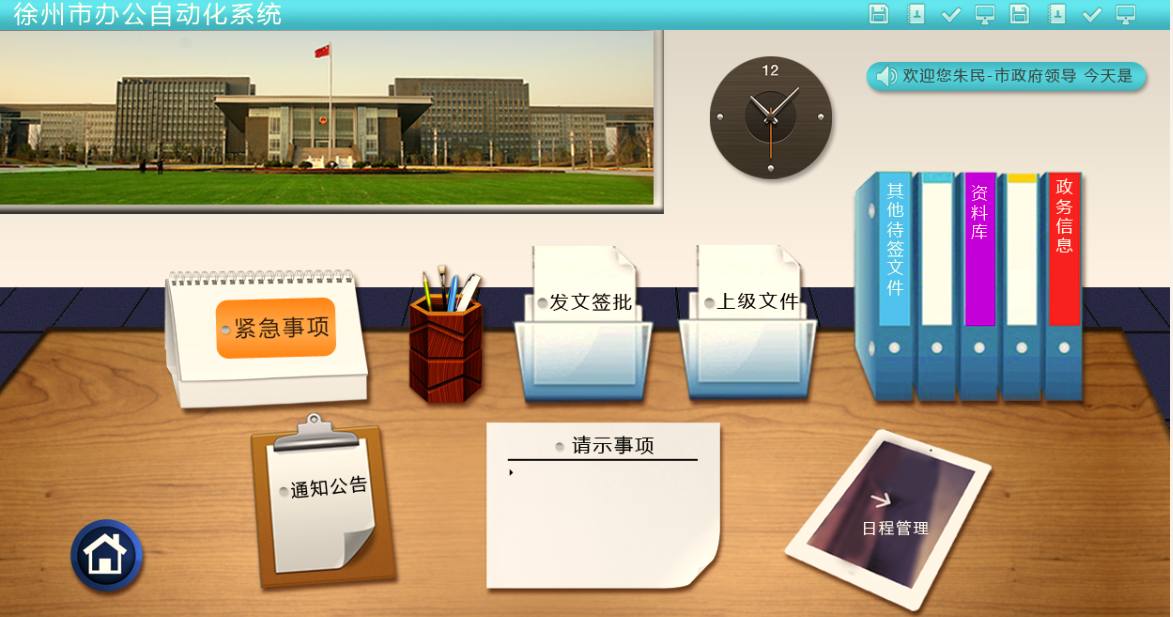 徐州市办公自动化系统
12
欢迎您朱民-市政府领导 今天是
其他待签文件
资料库
政务信息
紧急事项
发文签批
上级文件
通知公告
请示事项
日程管理